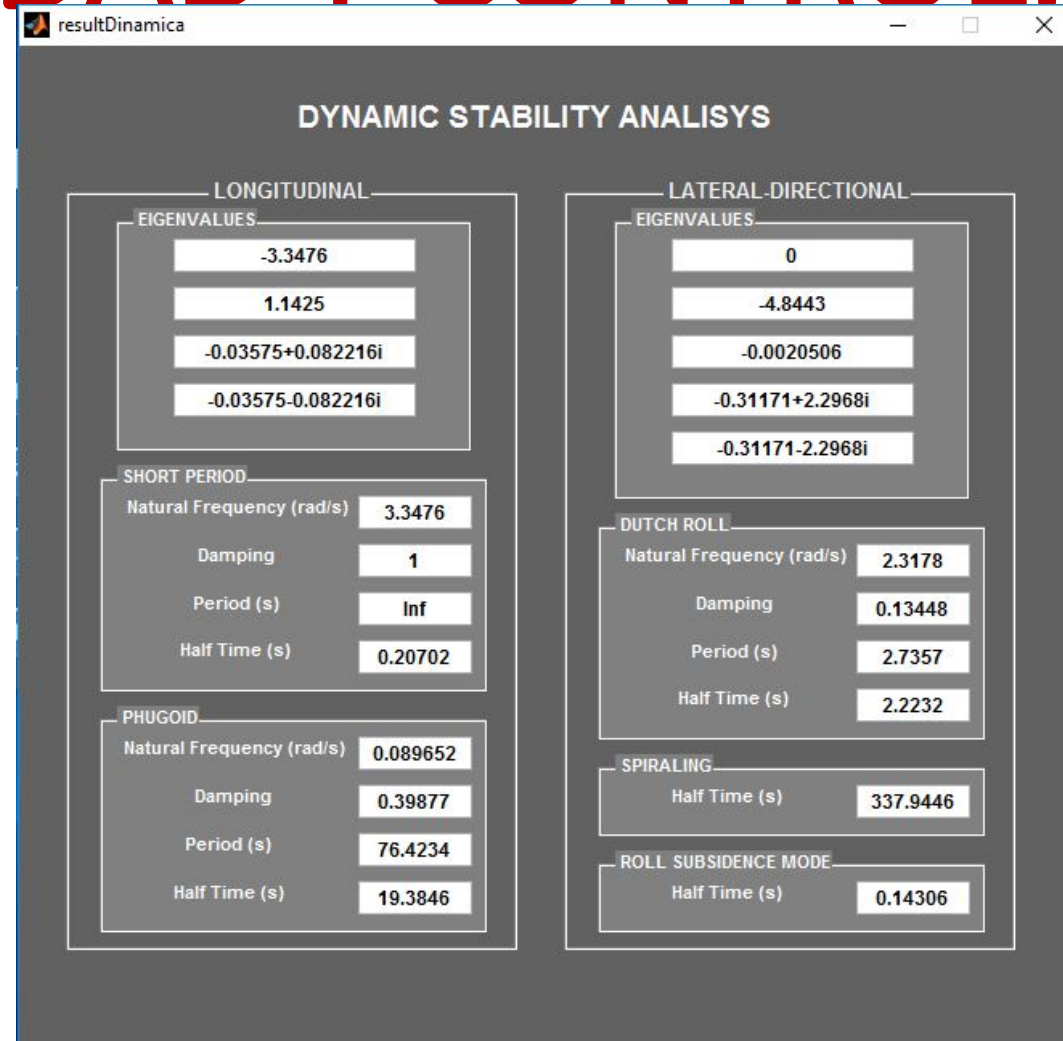 resultDinamica
DYNAMIC STABILITY ANALISYS
LONGITUDINAL
EIGENVALUES
-3.3476
1.1425
-0.03575+0.082216i
-0.03575-0.082216i
SHORT PERIOD
Natural Frequency (rad/s) 3.3476
Damping 1
Period (s) Inf
Half Time (s) 0.20702
PHUGOID
Natural Frequency (rad/s) 0.089652
Damping 0.39877
Period (s) 76.4234
Half Time (s) 19.3846
LATERAL-DIRECTIONAL
EIGENVALUES
0
-4.8443
-0.0020506
-0.31171+2.2968i
-0.31171-2.2968i
DUTCH ROLL
Natural Frequency (rad/s) 2.3178
Damping 0.13448
Period (s) 2.7357
Half Time (s) 2.2232
SPIRALING
Half Time (s) 337.9446
ROLL SUBSIDENCE MODE
Half Time (s) 0.14306